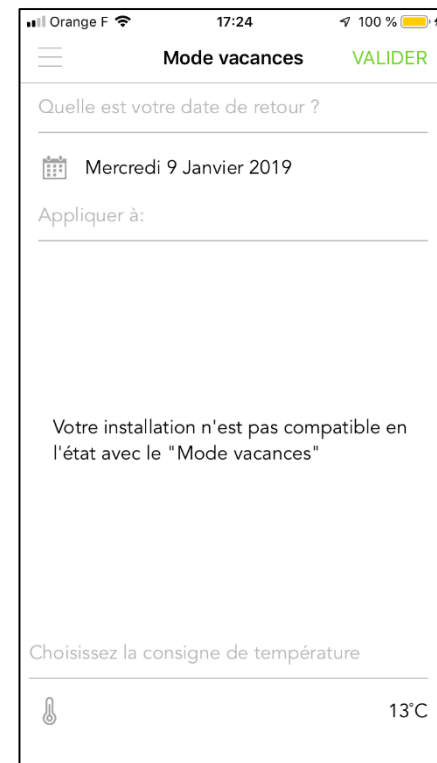 Orange F 17:24 100 %
Mode vacances VALIDER
Quelle est votre date de retour ?
Mercredi 9 Janvier 2019
Appliquer à:
Votre installation n'est pas compatible en
l'état avec le "Mode vacances"
Choisissez la consigne de température
13°C